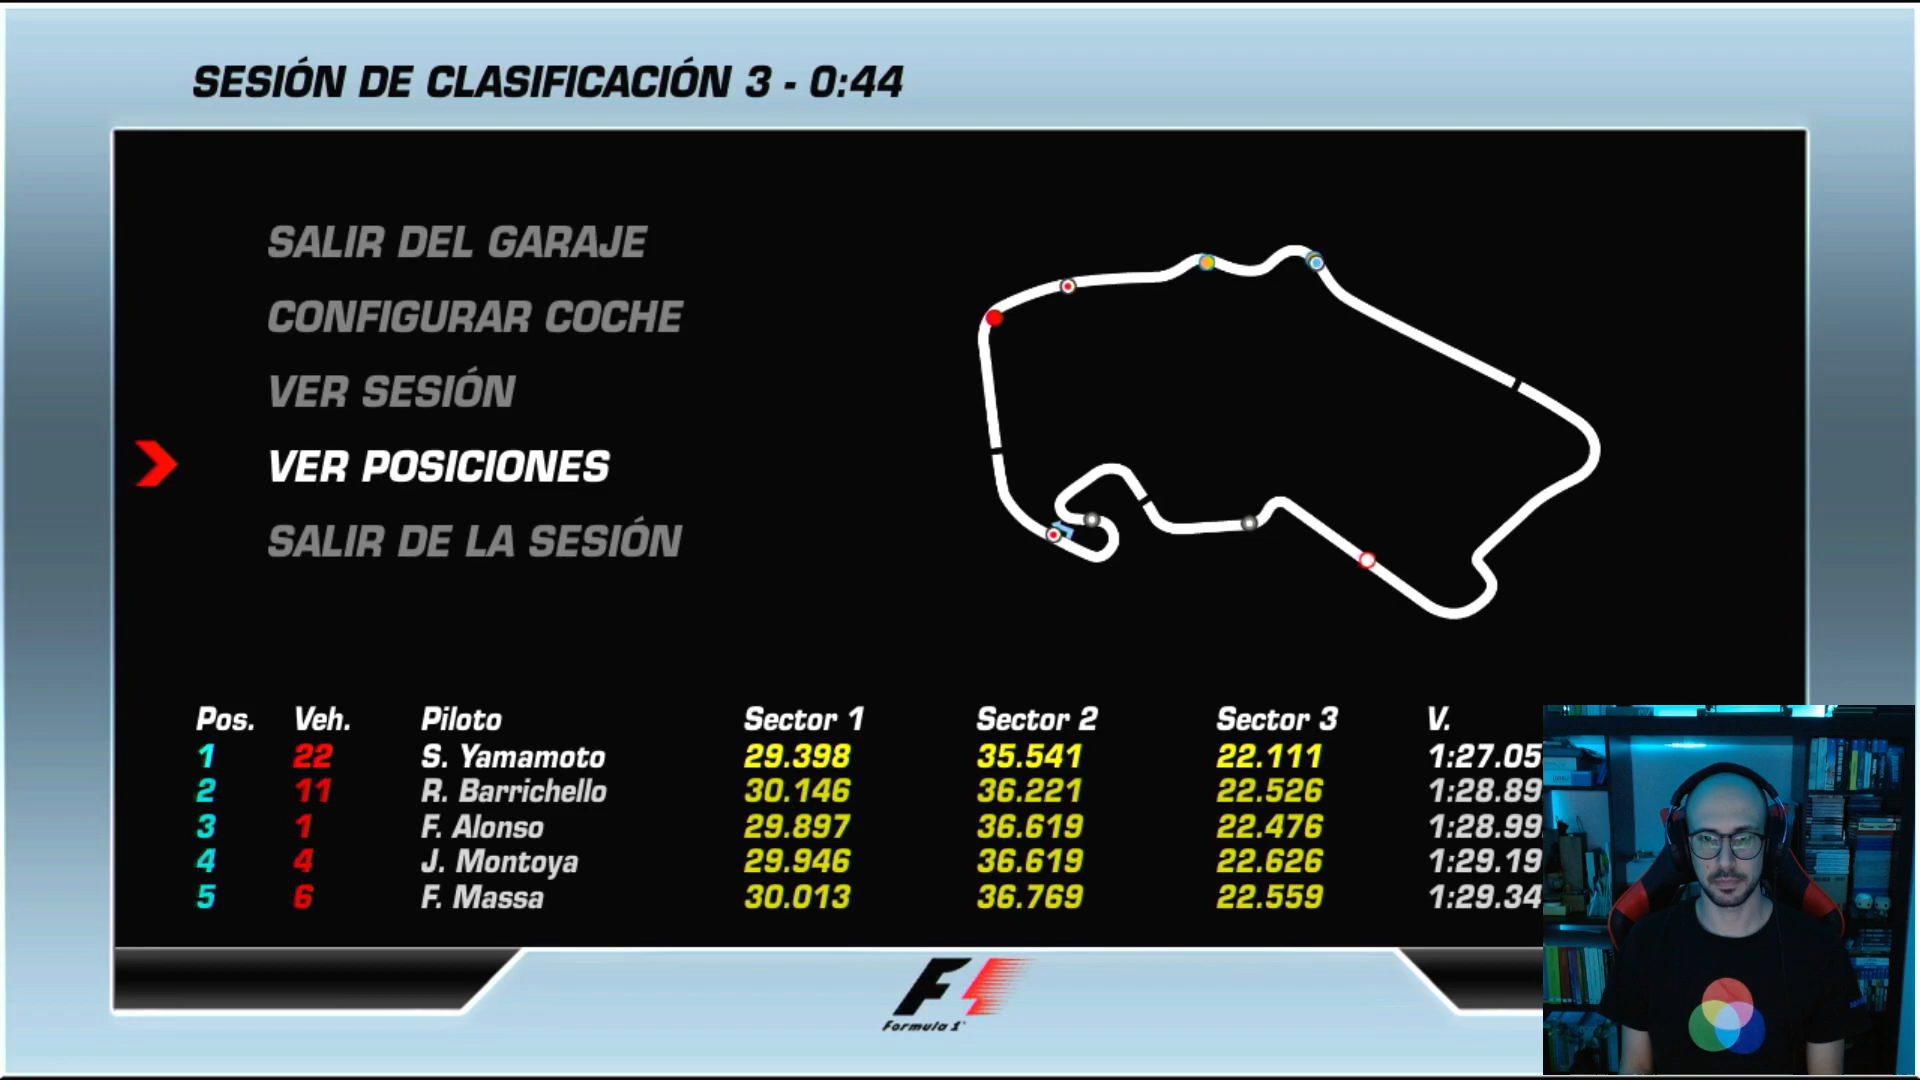 SESIÓN DE CLASIFICACIÓN 3 - 0:44
SALIR DEL GARAJE
CONFIGURAR COCHE
VER SESIÓN
VER POSICIONES
SALIR DE LA SESIÓN
Pos. Veh. Piloto Sector 1 Sector 2 Sector 3 V.
1 22 S. Yamamoto 29.398 35.541 22.111 1:27.05
2 11 R. Barrichello 30.146 36.221 22.526 1:28.89
3 1 F. Alonso 29.897 36.619 22.476 1:28.99
4 4 J. Montoya 29.946 36.619 22.626 1:29.19
5 6 F. Massa 30.013 36.769 22.559 1:29.34
F1
Formula 1